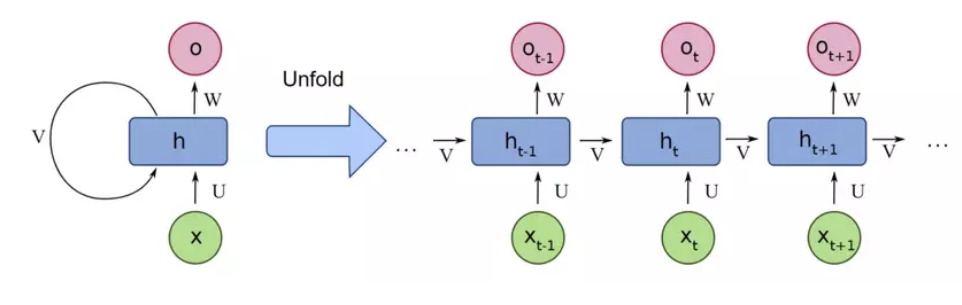 o
W
V
h
U
x
Unfold
o_{t-1} o_t o_{t+1}
W W W
... V h_{t-1} V h_t V h_{t+1} V ...
U U U
x_{t-1} x_t x_{t+1}